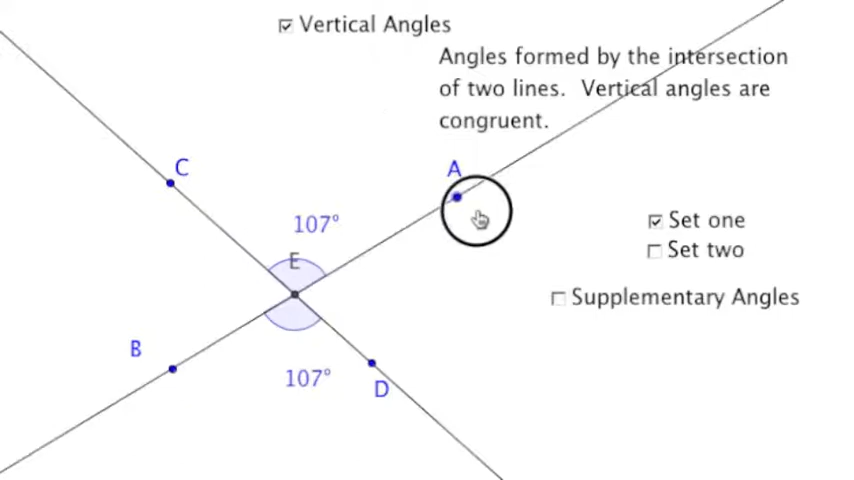 Vertical Angles
Angles formed by the intersection
of two lines. Vertical angles are
congruent.
C
A
107°
Set one
E
Set two
Supplementary Angles
B
107°
D